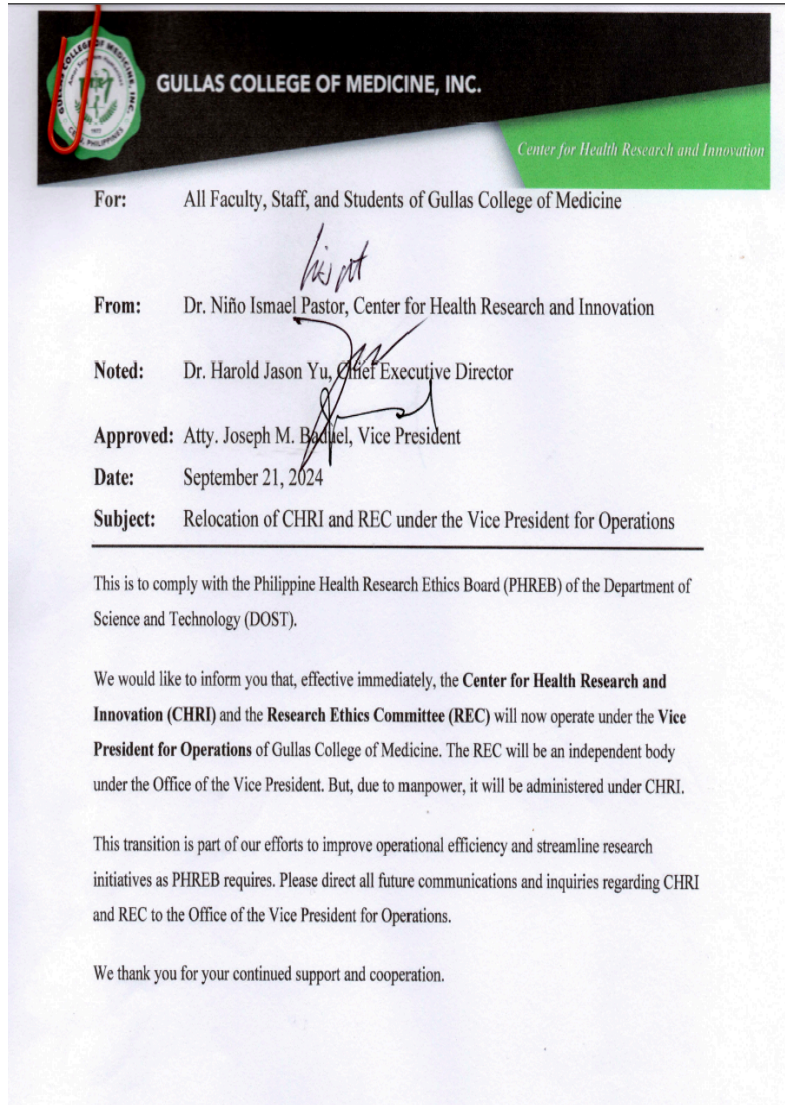 GULLAS COLLEGE OF MEDICINE, INC.
Center for Health Research and Innovation
For: All Faculty, Staff, and Students of Gullas College of Medicine
From: Dr. Niño Ismael Pastor, Center for Health Research and Innovation
Noted: Dr. Harold Jason Yu, Chief Executive Director
Approved: Atty. Joseph M. Baduel, Vice President
Date: September 21, 2024
Subject: Relocation of CHRI and REC under the Vice President for Operations
This is to comply with the Philippine Health Research Ethics Board (PHREB) of the Department of
Science and Technology (DOST).
We would like to inform you that, effective immediately, the Center for Health Research and
Innovation (CHRI) and the Research Ethics Committee (REC) will now operate under the Vice
President for Operations of Gullas College of Medicine. The REC will be an independent body
under the Office of the Vice President. But, due to manpower, it will be administered under CHRI.
This transition is part of our efforts to improve operational efficiency and streamline research
initiatives as PHREB requires. Please direct all future communications and inquiries regarding CHRI
and REC to the Office of the Vice President for Operations.
We thank you for your continued support and cooperation.